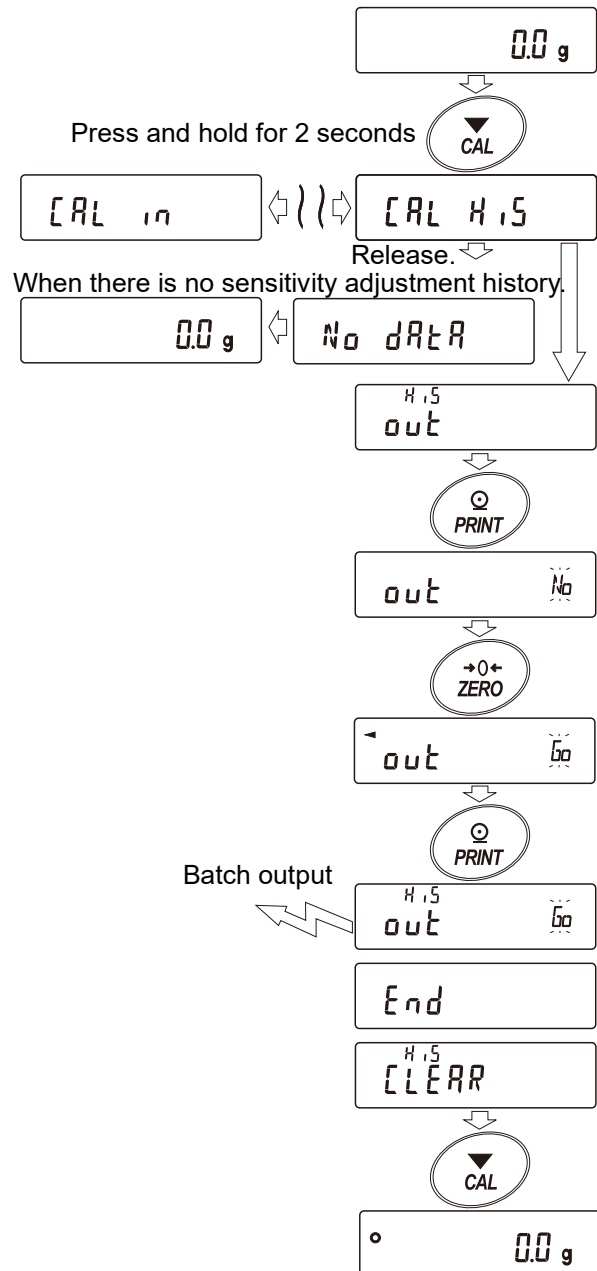 0.0 g
Press and hold for 2 seconds
CAL
CAL in
CAL HiS
Release.
When there is no sensitivity adjustment history.
0.0 g
No dAtA
HiS
out
PRINT
out No
→0←
ZERO
out Go
PRINT
Batch output
HiS
out Go
End
HiS
CLEAR
CAL
0.0 g